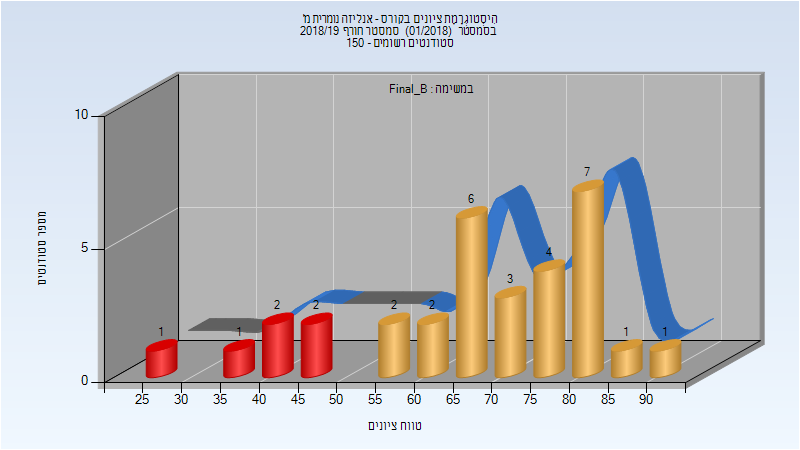 היסטוגרמת ציונים בקורס - אנליזה נומרית מ'
בסמסטר (01/2018) סמסטר חורף 2018/19
סטודנטים רשומים - 150
במשימה : Final_B
מספר סטודנטים
10
5
0
1
1
2
2
2
2
6
3
4
7
1
1
25 30 35 40 45 50 55 60 65 70 75 80 85 90
טווח ציונים